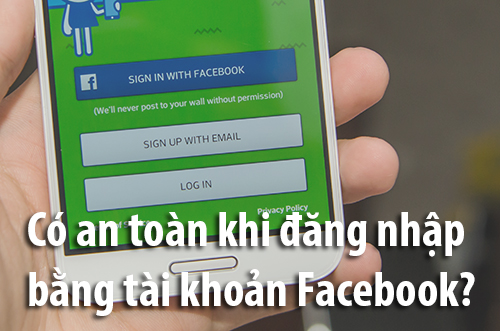 f SIGN IN WITH FACEBOOK
(We'll never post to your wall without permission)
SIGN UP WITH EMAIL
LOG IN
Privacy Policy
Có an toàn khi đăng nhập
bằng tài khoản Facebook?